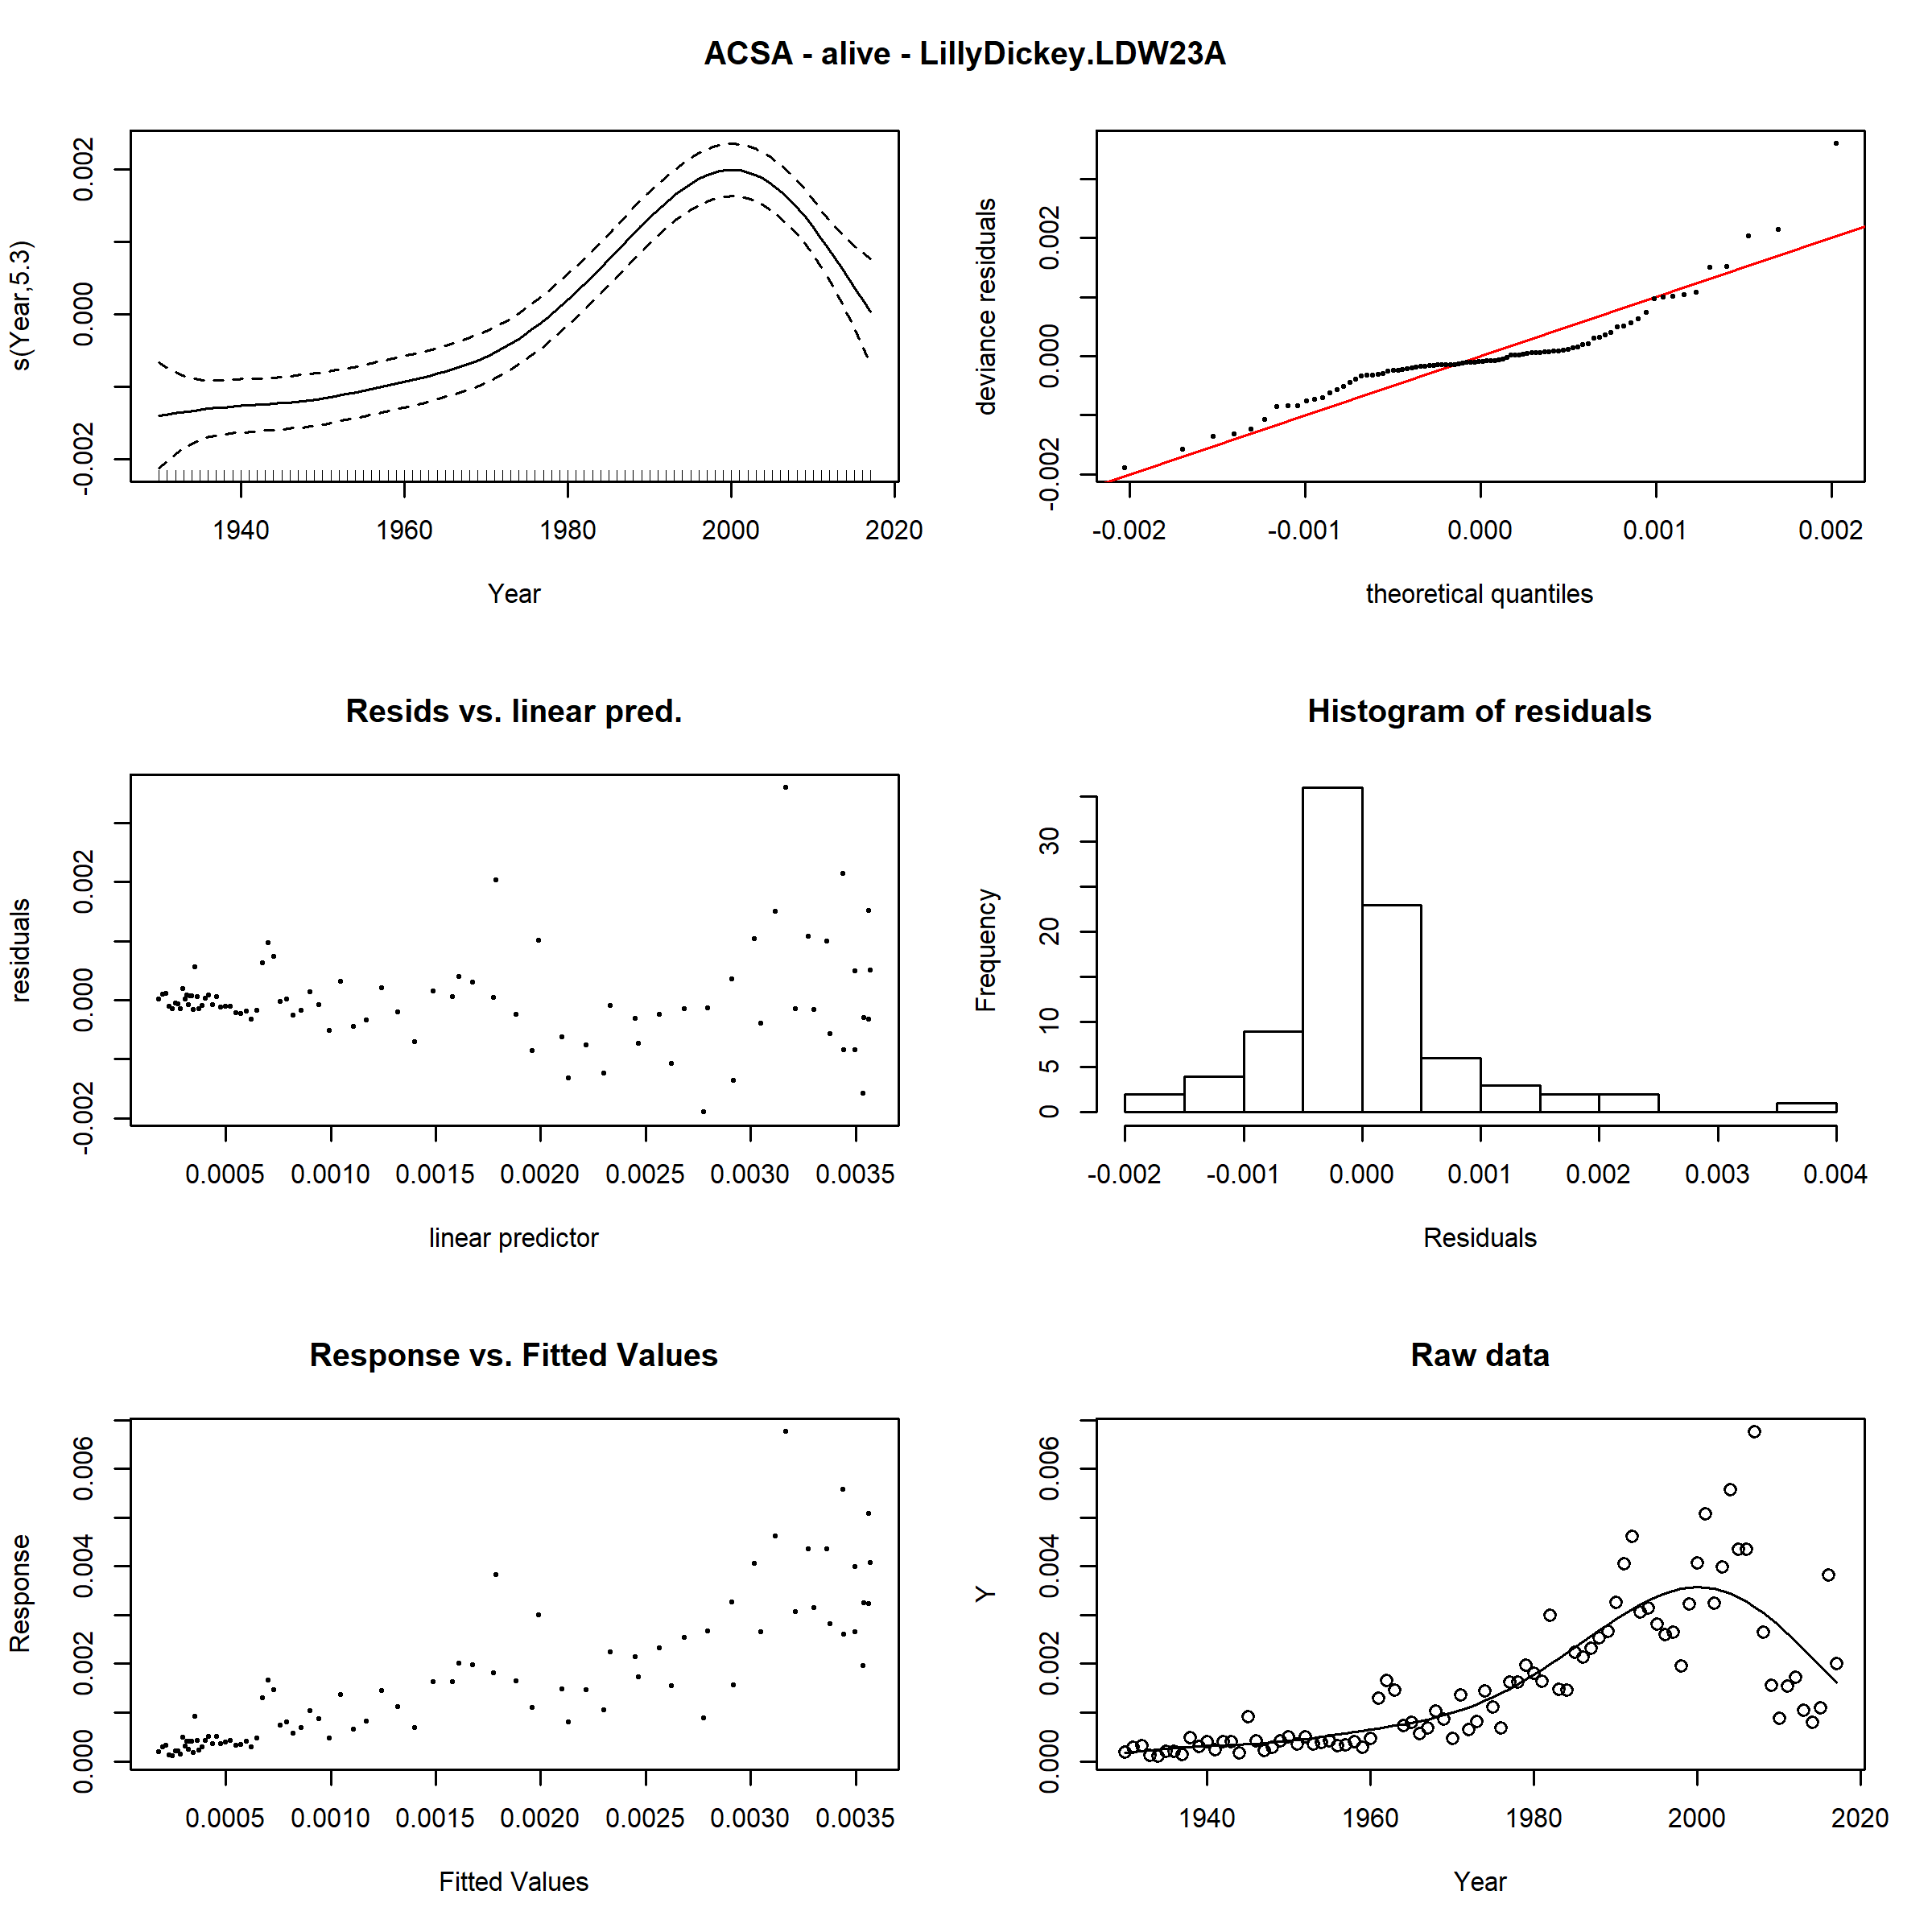 ACSA - alive - LillyDickey.LDW23A
s(Year,5.3)
-0.002 0.000 0.002
1940 1960 1980 2000 2020
Year
deviance residuals
-0.002 0.000 0.002
-0.002 -0.001 0.000 0.001 0.002
theoretical quantiles
Resids vs. linear pred.
residuals
-0.002 0.000 0.002
0.0005 0.0010 0.0015 0.0020 0.0025 0.0030 0.0035
linear predictor
Histogram of residuals
Frequency
0 5 10 20 30
-0.002 -0.001 0.000 0.001 0.002 0.003 0.004
Residuals
Response vs. Fitted Values
Response
0.000 0.002 0.004 0.006
0.0005 0.0010 0.0015 0.0020 0.0025 0.0030 0.0035
Fitted Values
Raw data
Y
0.000 0.002 0.004 0.006
1940 1960 1980 2000 2020
Year